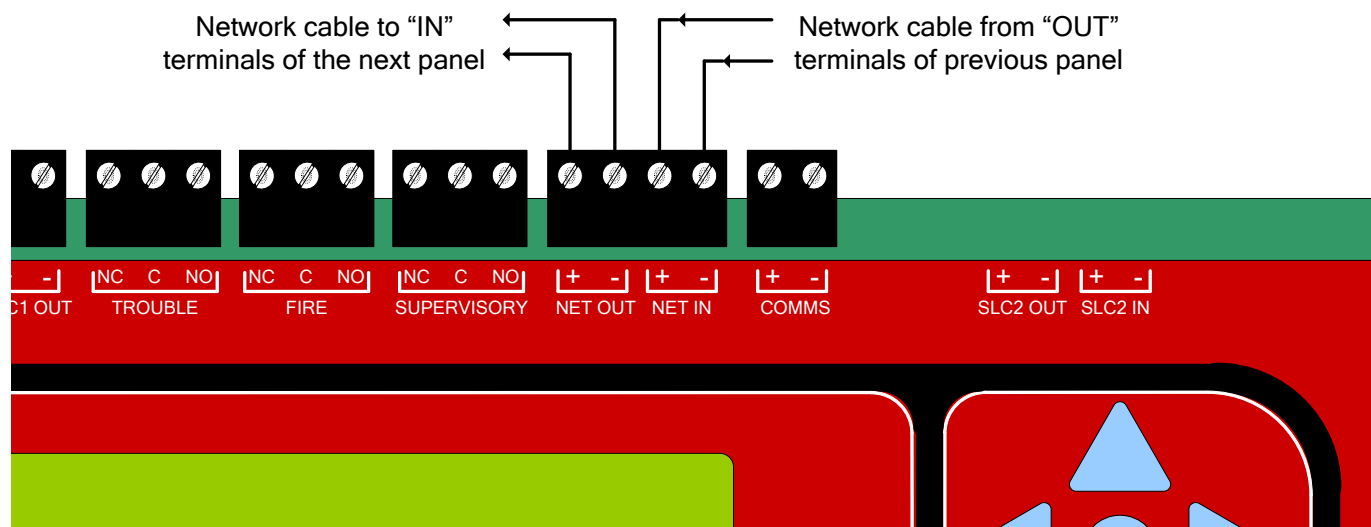 Network cable to “IN”
terminals of the next panel
Network cable from “OUT”
terminals of previous panel
-
NC C NO
NC C NO
NC C NO
+ -
+ -
+ -
+ -
+ -
C1 OUT
TROUBLE
FIRE
SUPERVISORY
NET OUT
NET IN
COMMS
SLC2 OUT
SLC2 IN